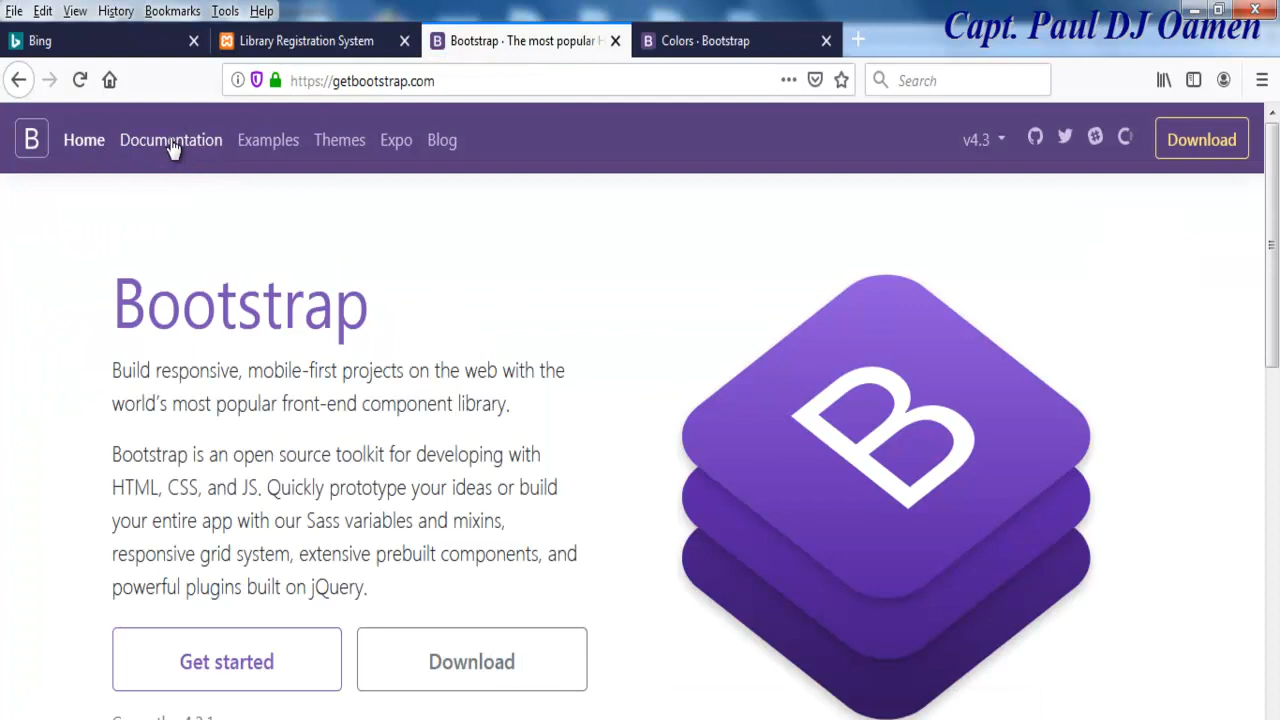 File Edit View History Bookmarks Tools Help
Capt. Paul DJ Oamen
Bing
Library Registration System
Bootstrap · The most popular H
Colors · Bootstrap
https://getbootstrap.com
Search
B Home Documentation Examples Themes Expo Blog
v4.3
Download
Bootstrap
Build responsive, mobile-first projects on the web with the
world's most popular front-end component library.
Bootstrap is an open source toolkit for developing with
HTML, CSS, and JS. Quickly prototype your ideas or build
your entire app with our Sass variables and mixins,
responsive grid system, extensive prebuilt components, and
powerful plugins built on jQuery.
B
Get started
Download